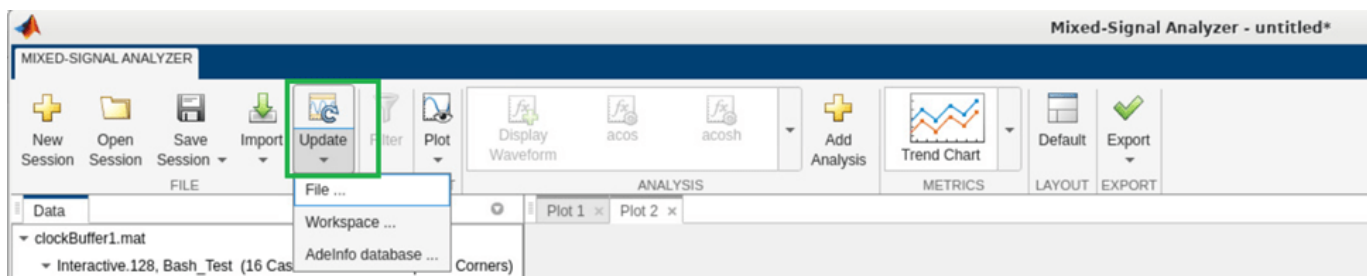 Mixed-Signal Analyzer - untitled*
MIXED-SIGNAL ANALYZER
New Session
Open Session
Save Session
Import
Update
Filter
Plot
Display Waveform
acos
acosh
Add Analysis
Trend Chart
Default
Export
FILE
ANALYSIS
METRICS
LAYOUT
EXPORT
File ...
Workspace ...
AdeInfo database ...
Data
Plot 1
Plot 2
clockBuffer1.mat
Interactive.128, Bash_Test (16 Cas
Corners)